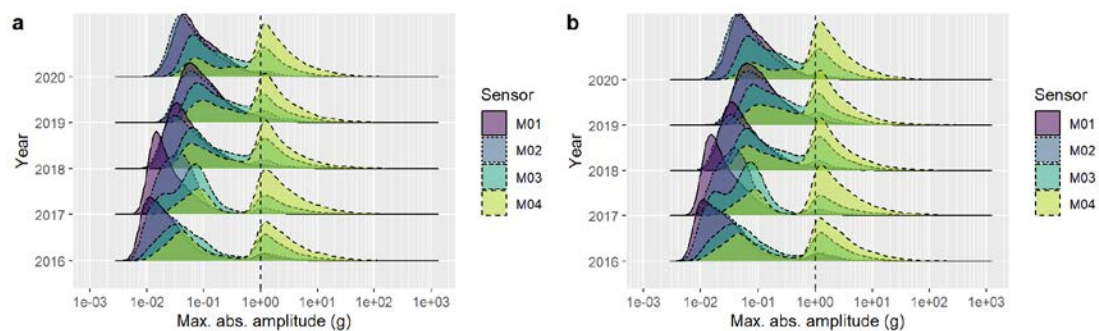 a
2020
2019
2018
2017
2016
Year
1e-03 1e-02 1e-01 1e+00 1e+01 1e+02 1e+03
Max. abs. amplitude (g)
Sensor
M01
M02
M03
M04
b
2020
2019
2018
2017
2016
Year
1e-03 1e-02 1e-01 1e+00 1e+01 1e+02 1e+03
Max. abs. amplitude (g)
Sensor
M01
M02
M03
M04